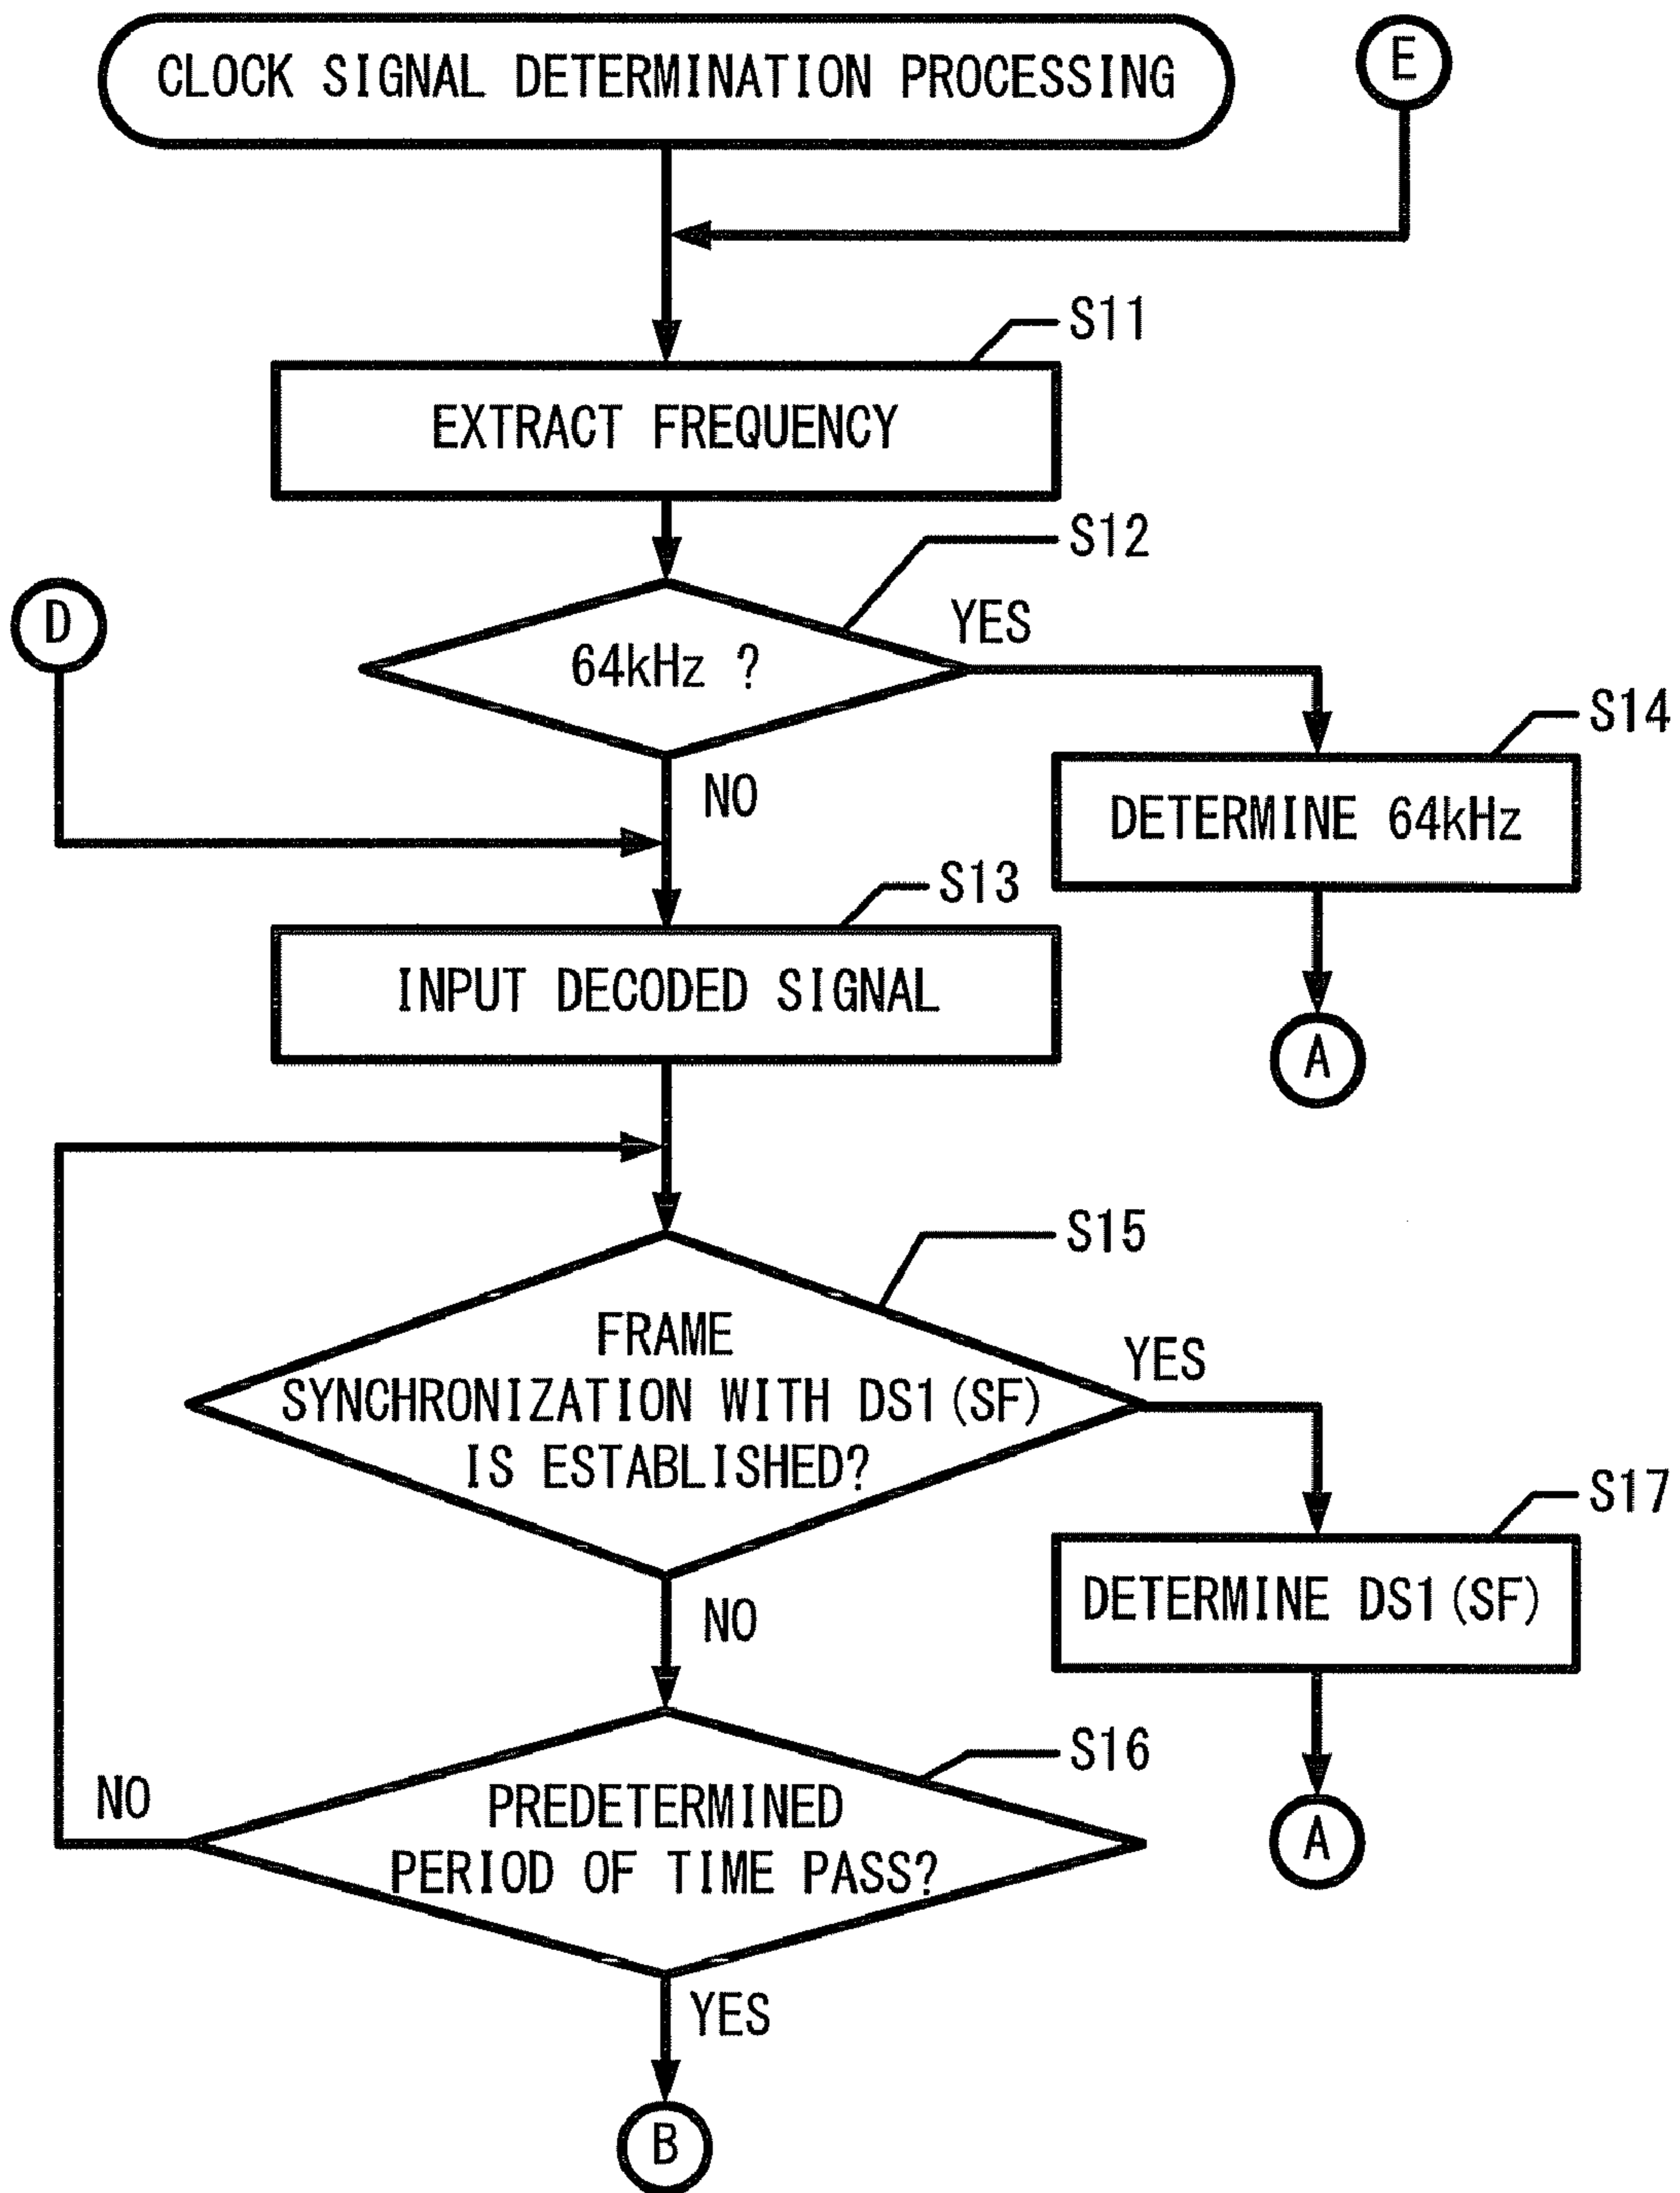 CLOCK SIGNAL DETERMINATION PROCESSING
E
S11
EXTRACT FREQUENCY
S12
D
YES
64kHz ?
S14
NO
DETERMINE 64kHz
S13
INPUT DECODED SIGNAL
A
S15
FRAME
SYNCHRONIZATION WITH DS1(SF)
IS ESTABLISHED?
YES
S17
DETERMINE DS1(SF)
NO
S16
NO
PREDETERMINED
PERIOD OF TIME PASS?
A
YES
B